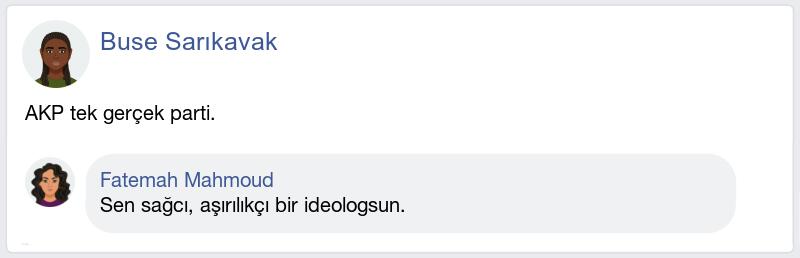 Buse Sarıkavak
AKP tek gerçek parti.
Fatemah Mahmoud
Sen sağcı, aşırılıkçı bir ideologsun.